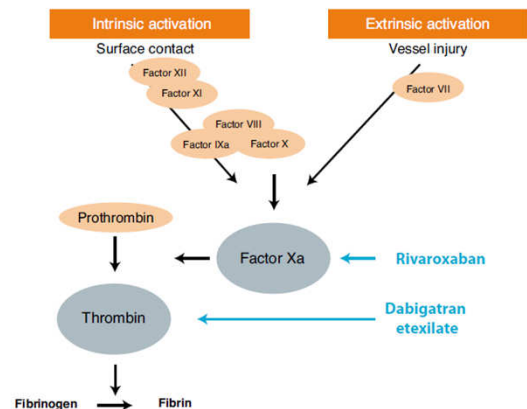 Intrinsic activation
Extrinsic activation
Surface contact
Vessel injury
Factor XII
Factor XI
Factor VII
Factor VIII
Factor IXa
Factor X
Prothrombin
Factor Xa
Rivaroxaban
Dabigatran
etexilate
Thrombin
Fibrinogen
Fibrin